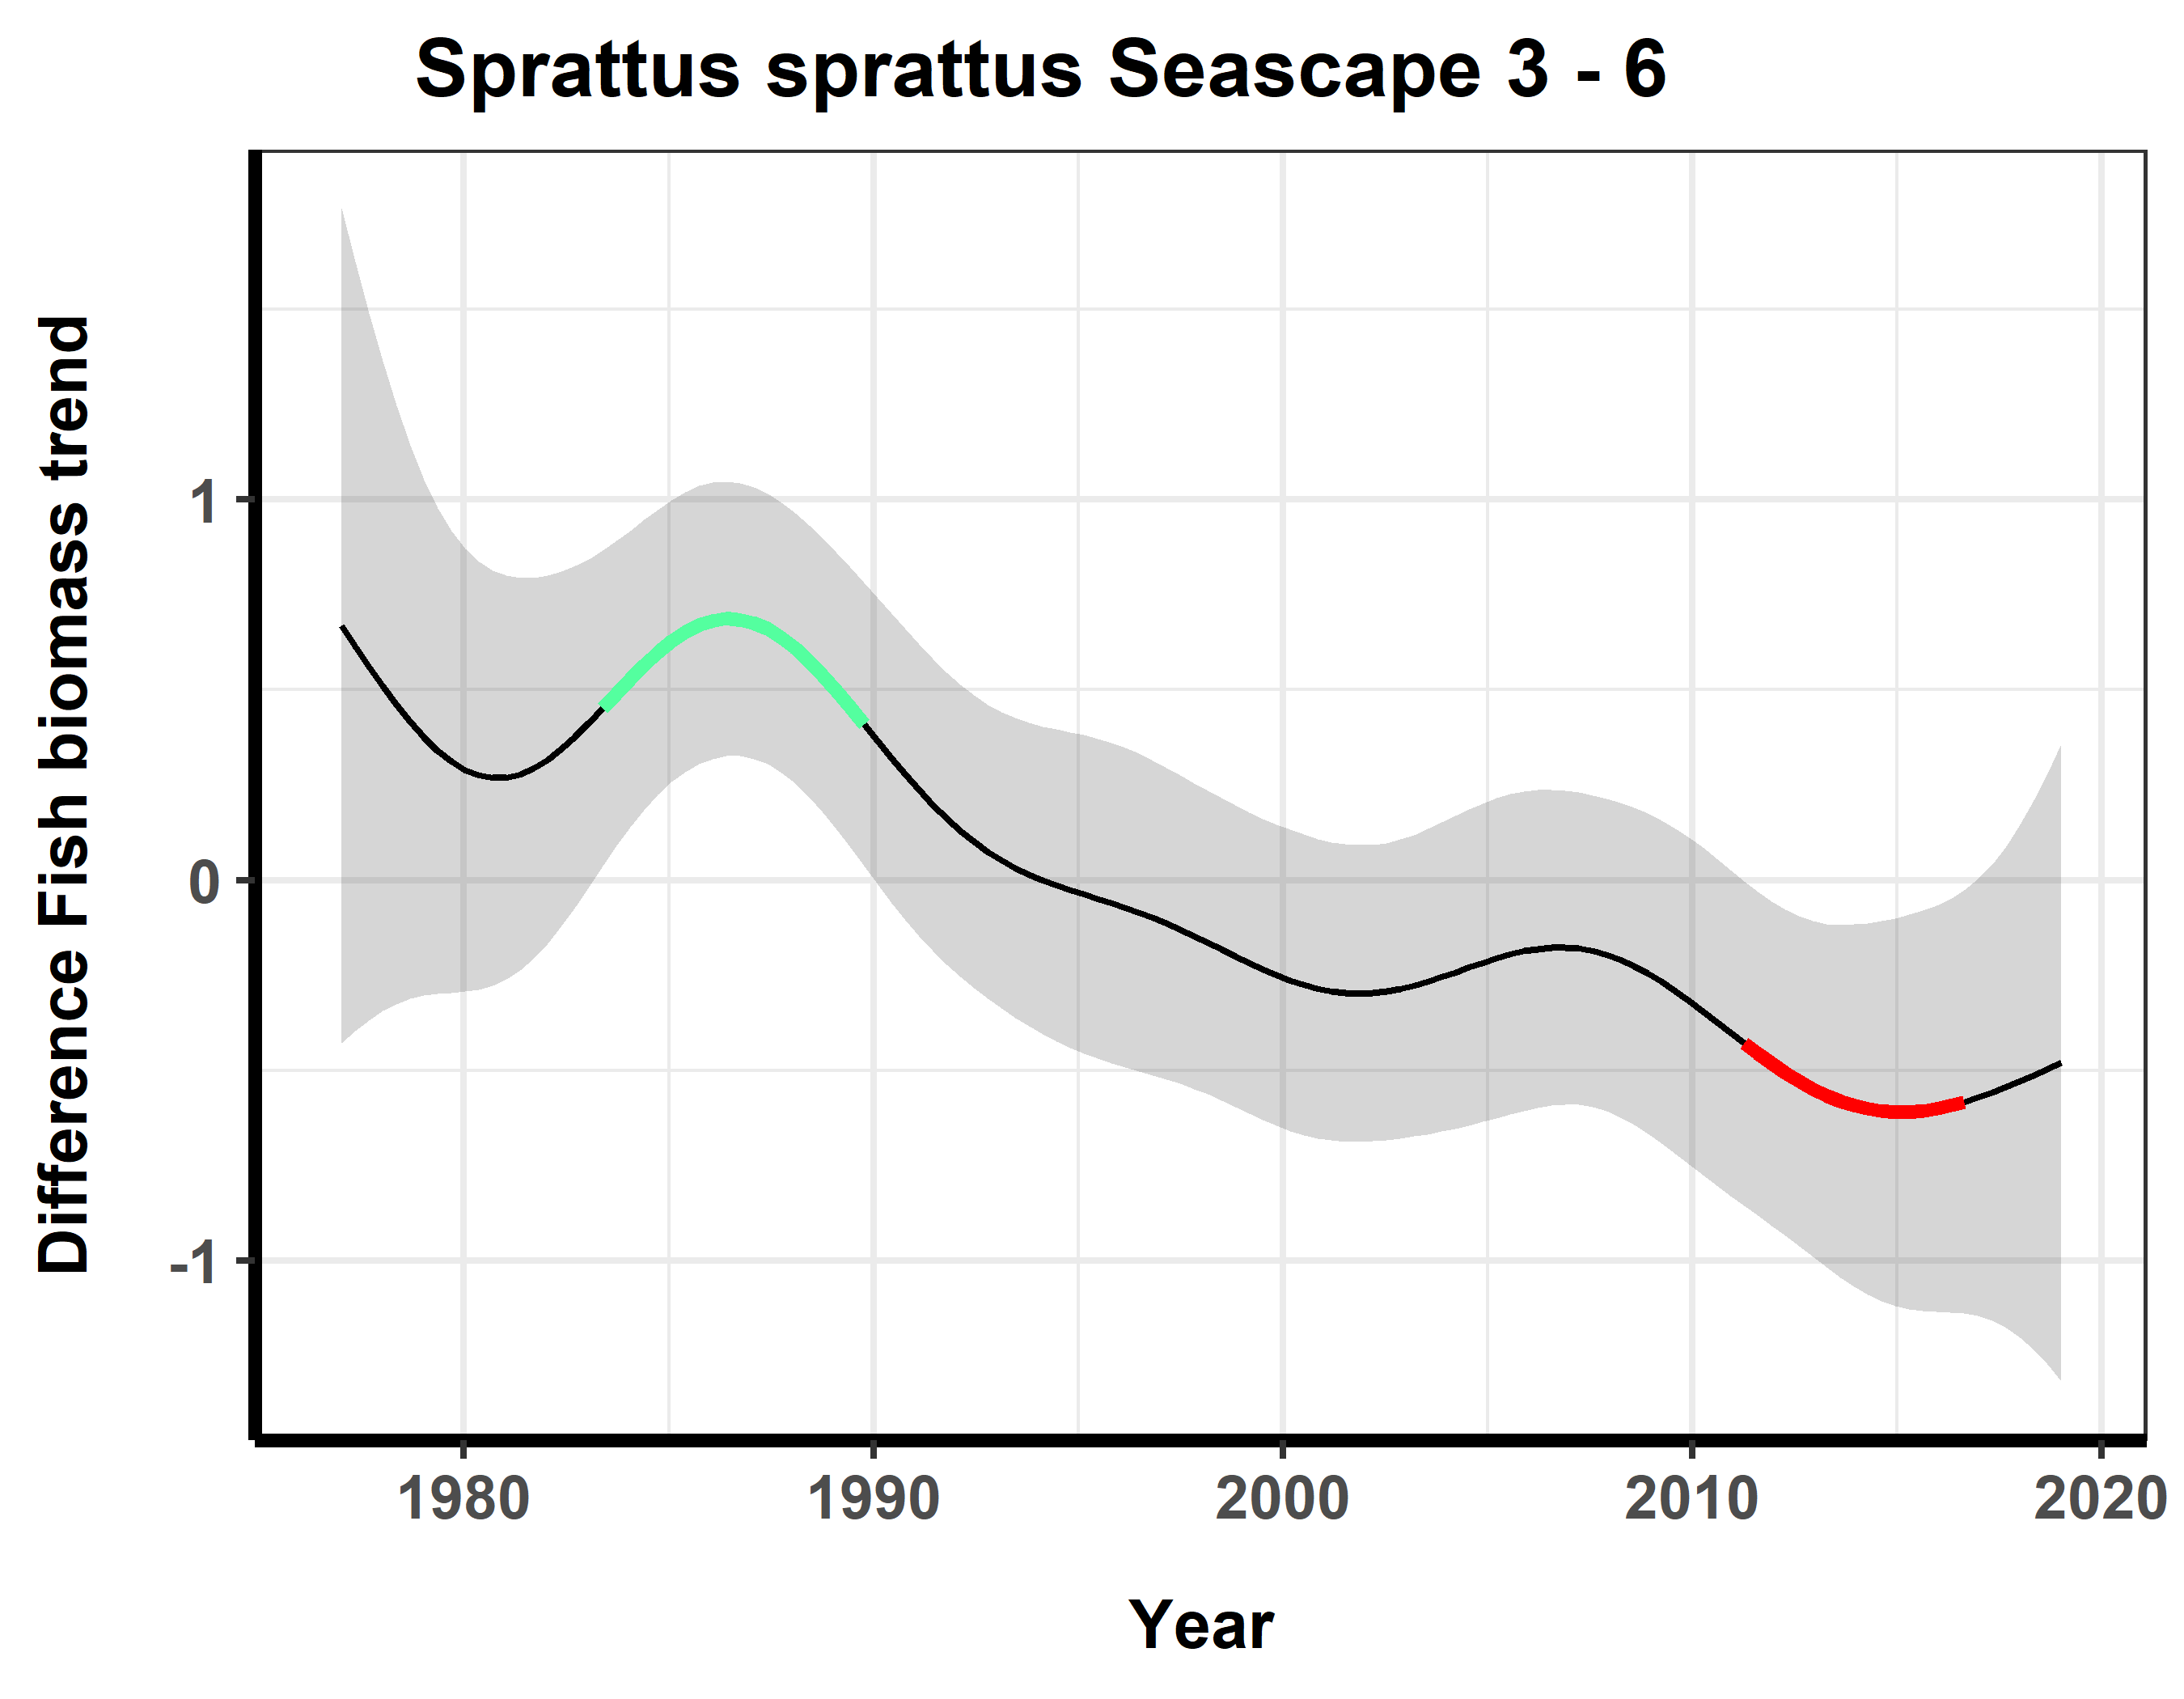 Sprattus sprattus Seascape 3 - 6
Difference Fish biomass trend
1
0
-1
1980
1990
2000
2010
2020
Year